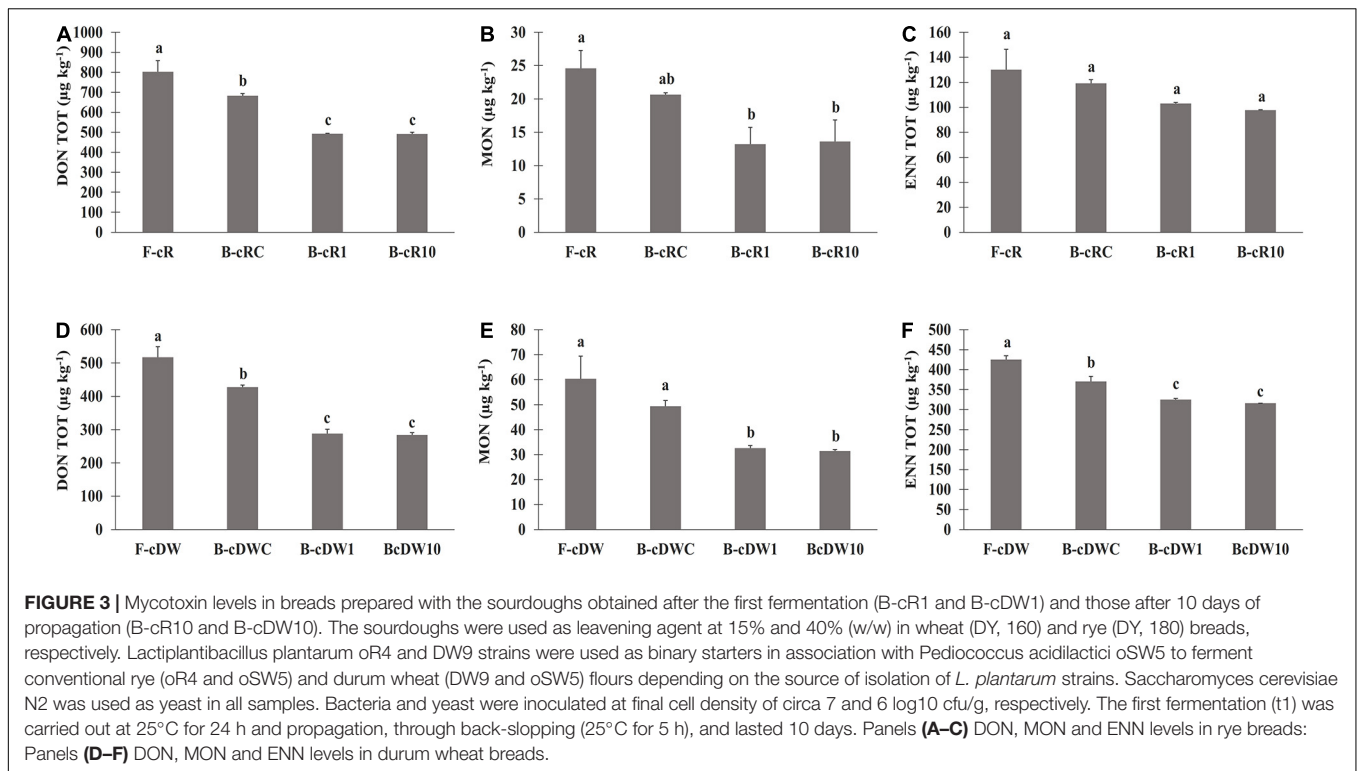 A
DON TOT (µg kg-1)
1000
900
800
700
600
500
400
300
200
100
0
a
b
c
c
F-cR B-cRC B-cR1 B-cR10
B
MON (µg kg-1)
30
25
20
15
10
5
0
a
ab
b
b
F-cR B-cRC B-cR1 B-cR10
C
ENN TOT (µg kg-1)
160
140
120
100
80
60
40
20
0
a
a
a
a
F-cR B-cRC B-cR1 B-cR10
D
DON TOT (µg kg-1)
600
500
400
300
200
100
0
a
b
c
c
F-cDW B-cDWC B-cDW1 BcDW10
E
MON (µg kg-1)
80
70
60
50
40
30
20
10
0
a
a
b
b
F-cDW B-cDWC B-cDW1 BcDW10
F
ENN TOT (µg kg-1)
500
450
400
350
300
250
200
150
100
50
0
a
b
c
c
F-cDW B-cDWC B-cDW1 BcDW10
FIGURE 3 | Mycotoxin levels in breads prepared with the sourdoughs obtained after the first fermentation (B-cR1 and B-cDW1) and those after 10 days of
propagation (B-cR10 and B-cDW10). The sourdoughs were used as leavening agent at 15% and 40% (w/w) in wheat (DY, 160) and rye (DY, 180) breads,
respectively. Lactiplantibacillus plantarum oR4 and DW9 strains were used as binary starters in association with Pediococcus acidilactici oSW5 to ferment
conventional rye (oR4 and oSW5) and durum wheat (DW9 and oSW5) flours depending on the source of isolation of L. plantarum strains. Saccharomyces cerevisiae
N2 was used as yeast in all samples. Bacteria and yeast were inoculated at final cell density of circa 7 and 6 log10 cfu/g, respectively. The first fermentation (t1) was
carried out at 25°C for 24 h and propagation, through back-slopping (25°C for 5 h), and lasted 10 days. Panels (A–C) DON, MON and ENN levels in rye breads:
Panels (D–F) DON, MON and ENN levels in durum wheat breads.